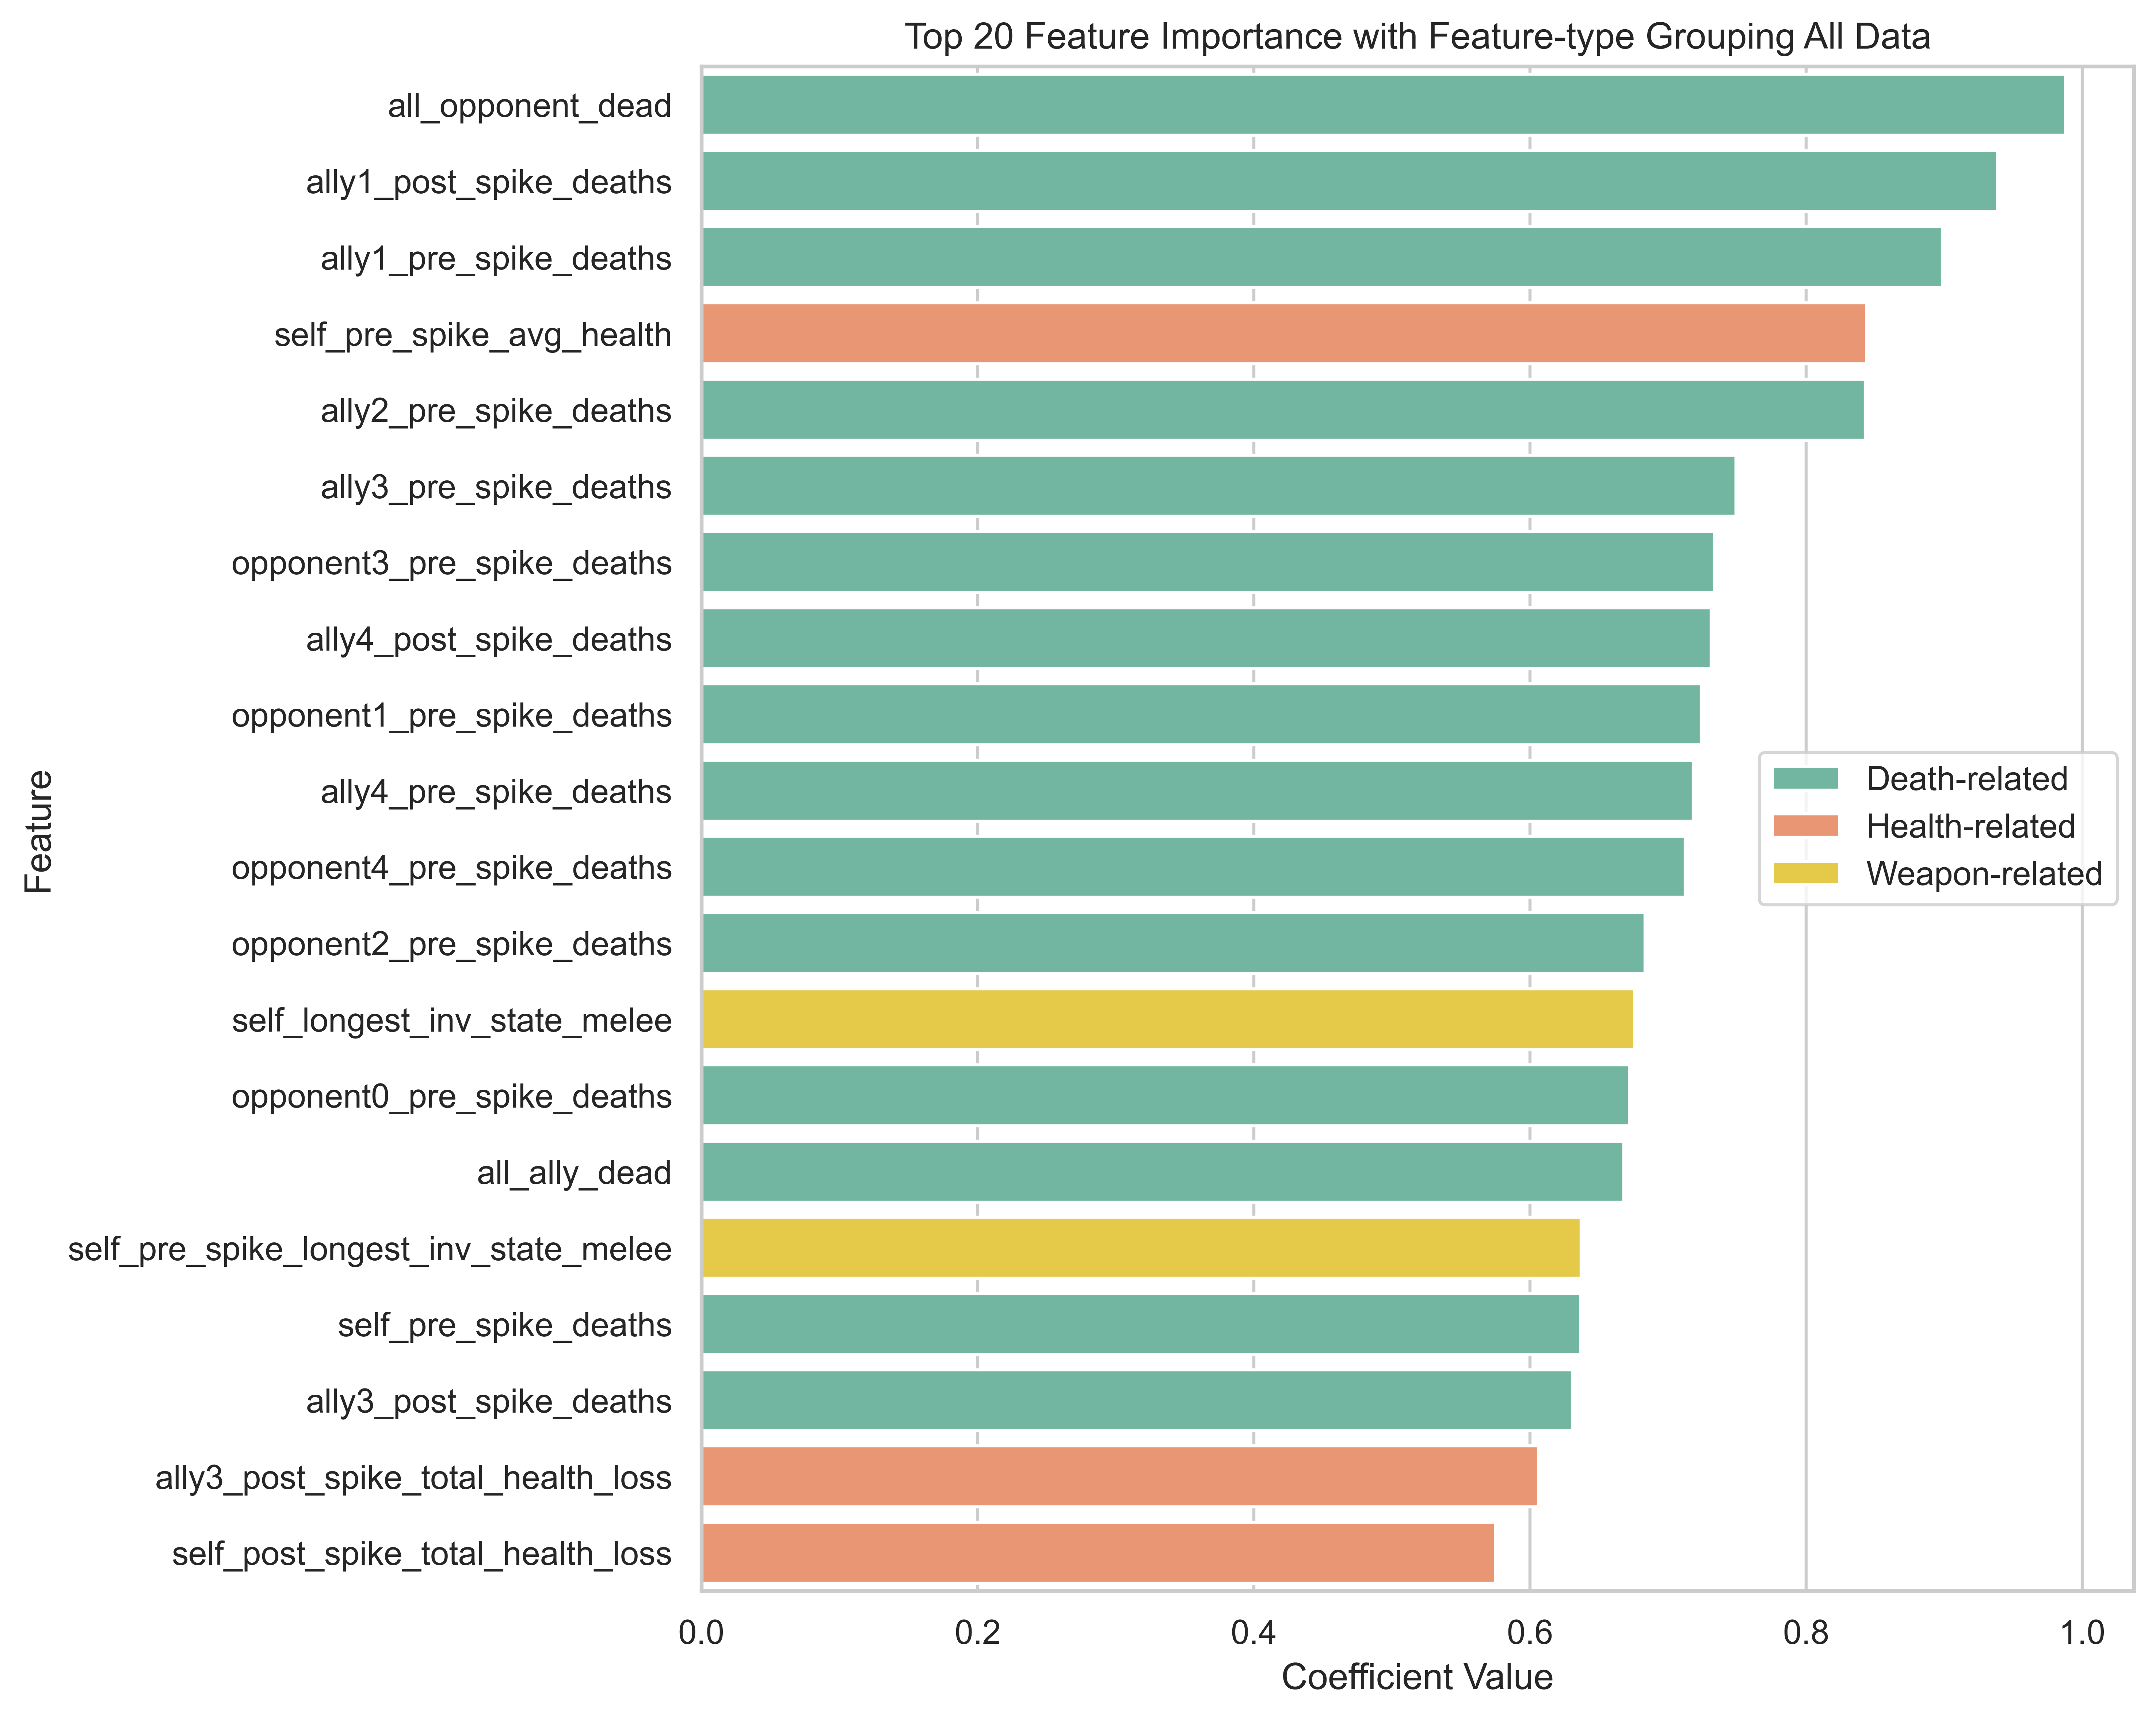 Top 20 Feature Importance with Feature-type Grouping All Data
Feature
all_opponent_dead
ally1_post_spike_deaths
ally1_pre_spike_deaths
self_pre_spike_avg_health
ally2_pre_spike_deaths
ally3_pre_spike_deaths
opponent3_pre_spike_deaths
ally4_post_spike_deaths
opponent1_pre_spike_deaths
ally4_pre_spike_deaths
opponent4_pre_spike_deaths
opponent2_pre_spike_deaths
self_longest_inv_state_melee
opponent0_pre_spike_deaths
all_ally_dead
self_pre_spike_longest_inv_state_melee
self_pre_spike_deaths
ally3_post_spike_deaths
ally3_post_spike_total_health_loss
self_post_spike_total_health_loss
Death-related
Health-related
Weapon-related
0.0 0.2 0.4 0.6 0.8 1.0
Coefficient Value